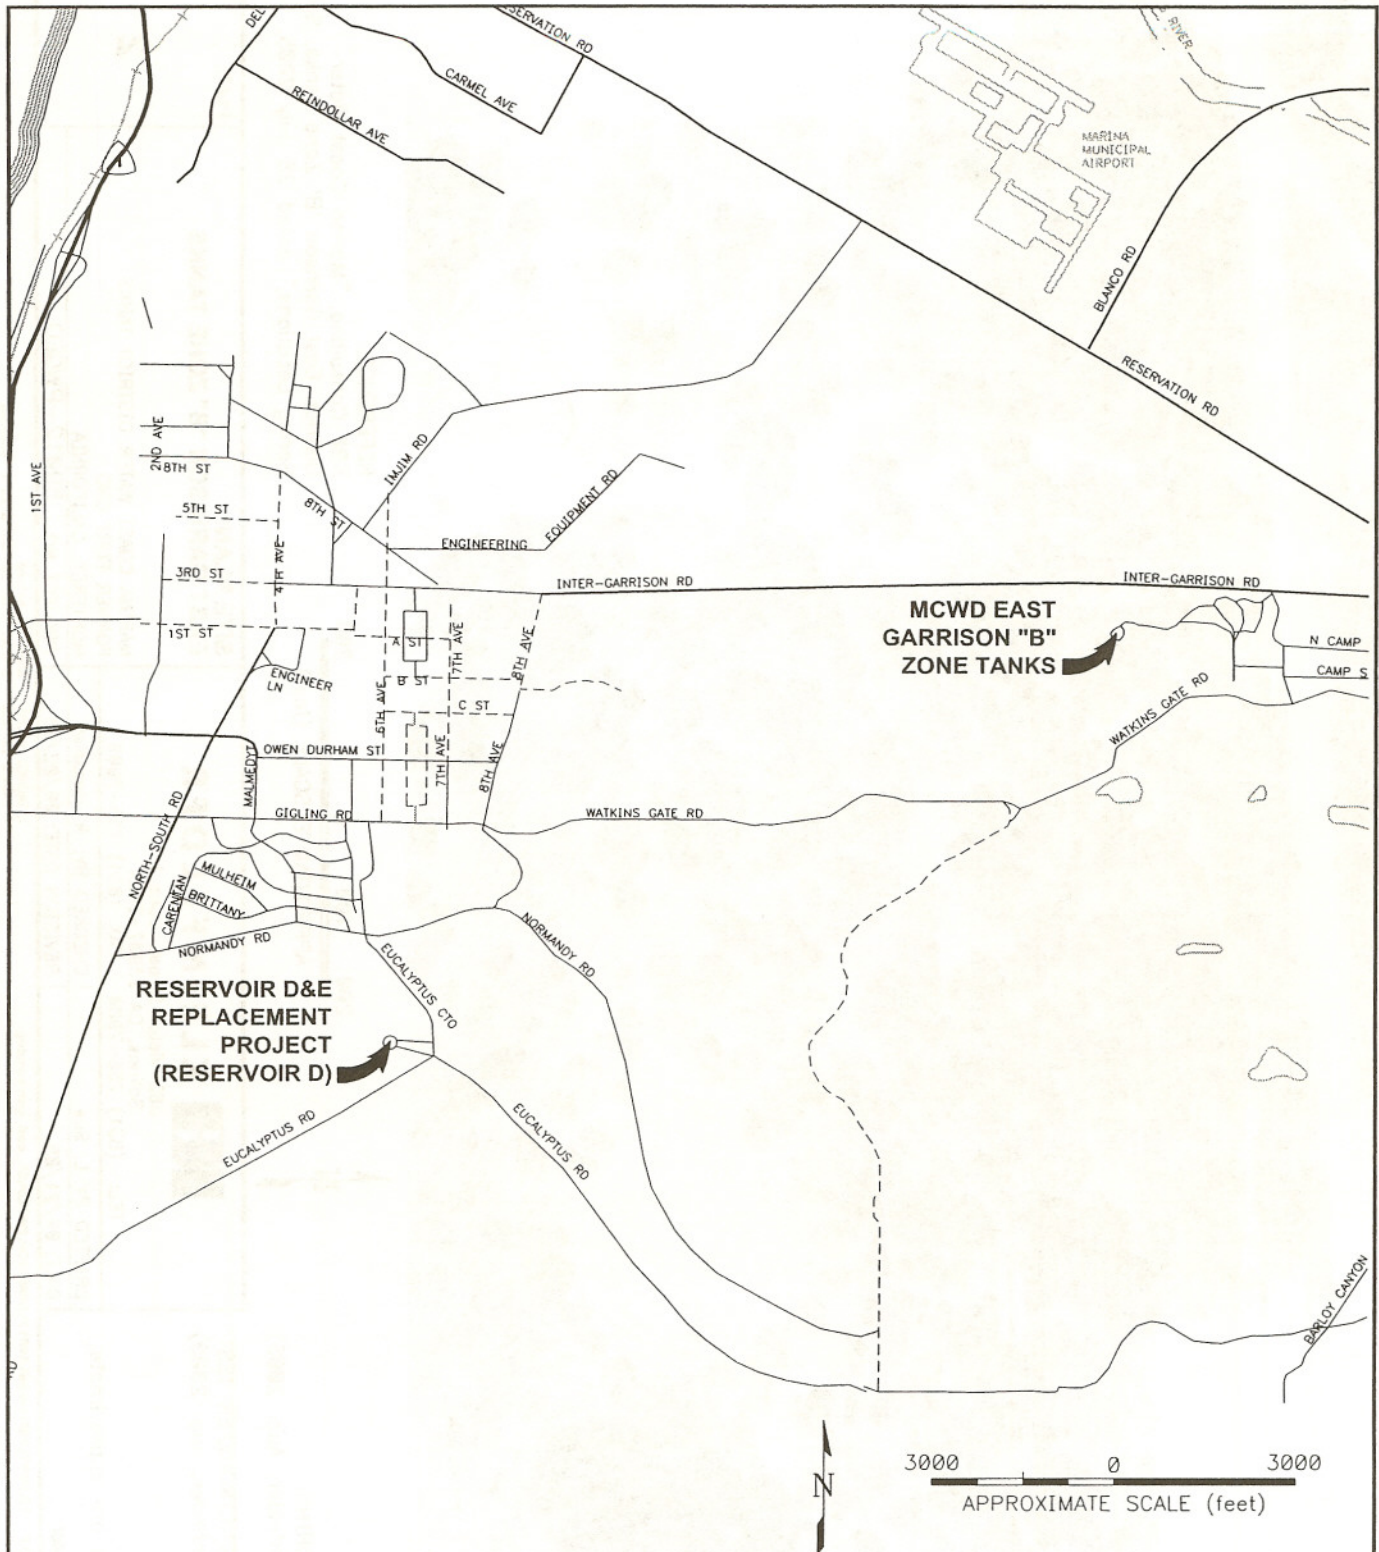 DEL
RESERVATION RD
RIVER
CARMEL AVE
REINDOLLAR AVE
1
MARINA
MUNICIPAL
AIRPORT
BLANCO RD
RESERVATION RD
1ST AVE
2ND AVE
8TH ST
IMJIM RD
5TH ST
8TH ST
EQUIPMENT RD
ENGINEERING
4TH AVE
3RD ST
INTER-GARRISON RD
INTER-GARRISON RD
MCWD EAST
GARRISON "B"
ZONE TANKS
1ST ST
A ST
7TH AVE
8TH AVE
N CAMP
CAMP S
ENGINEER
LN
B ST
6TH AVE
C ST
WATKINS GATE RD
OWEN DURHAM ST
7TH AVE
8TH AVE
MALMEDY
NORTH-SOUTH RD
GIGLING RD
WATKINS GATE RD
MULHEIM
CARENTAN
BRITTANY
NORMANDY RD
NORMANDY RD
EUCALYPTUS CTO
RESERVOIR D&E
REPLACEMENT
PROJECT
(RESERVOIR D)
EUCALYPTUS RD
EUCALYPTUS RD
BARLOY CANYON
N
3000 0 3000
APPROXIMATE SCALE (feet)